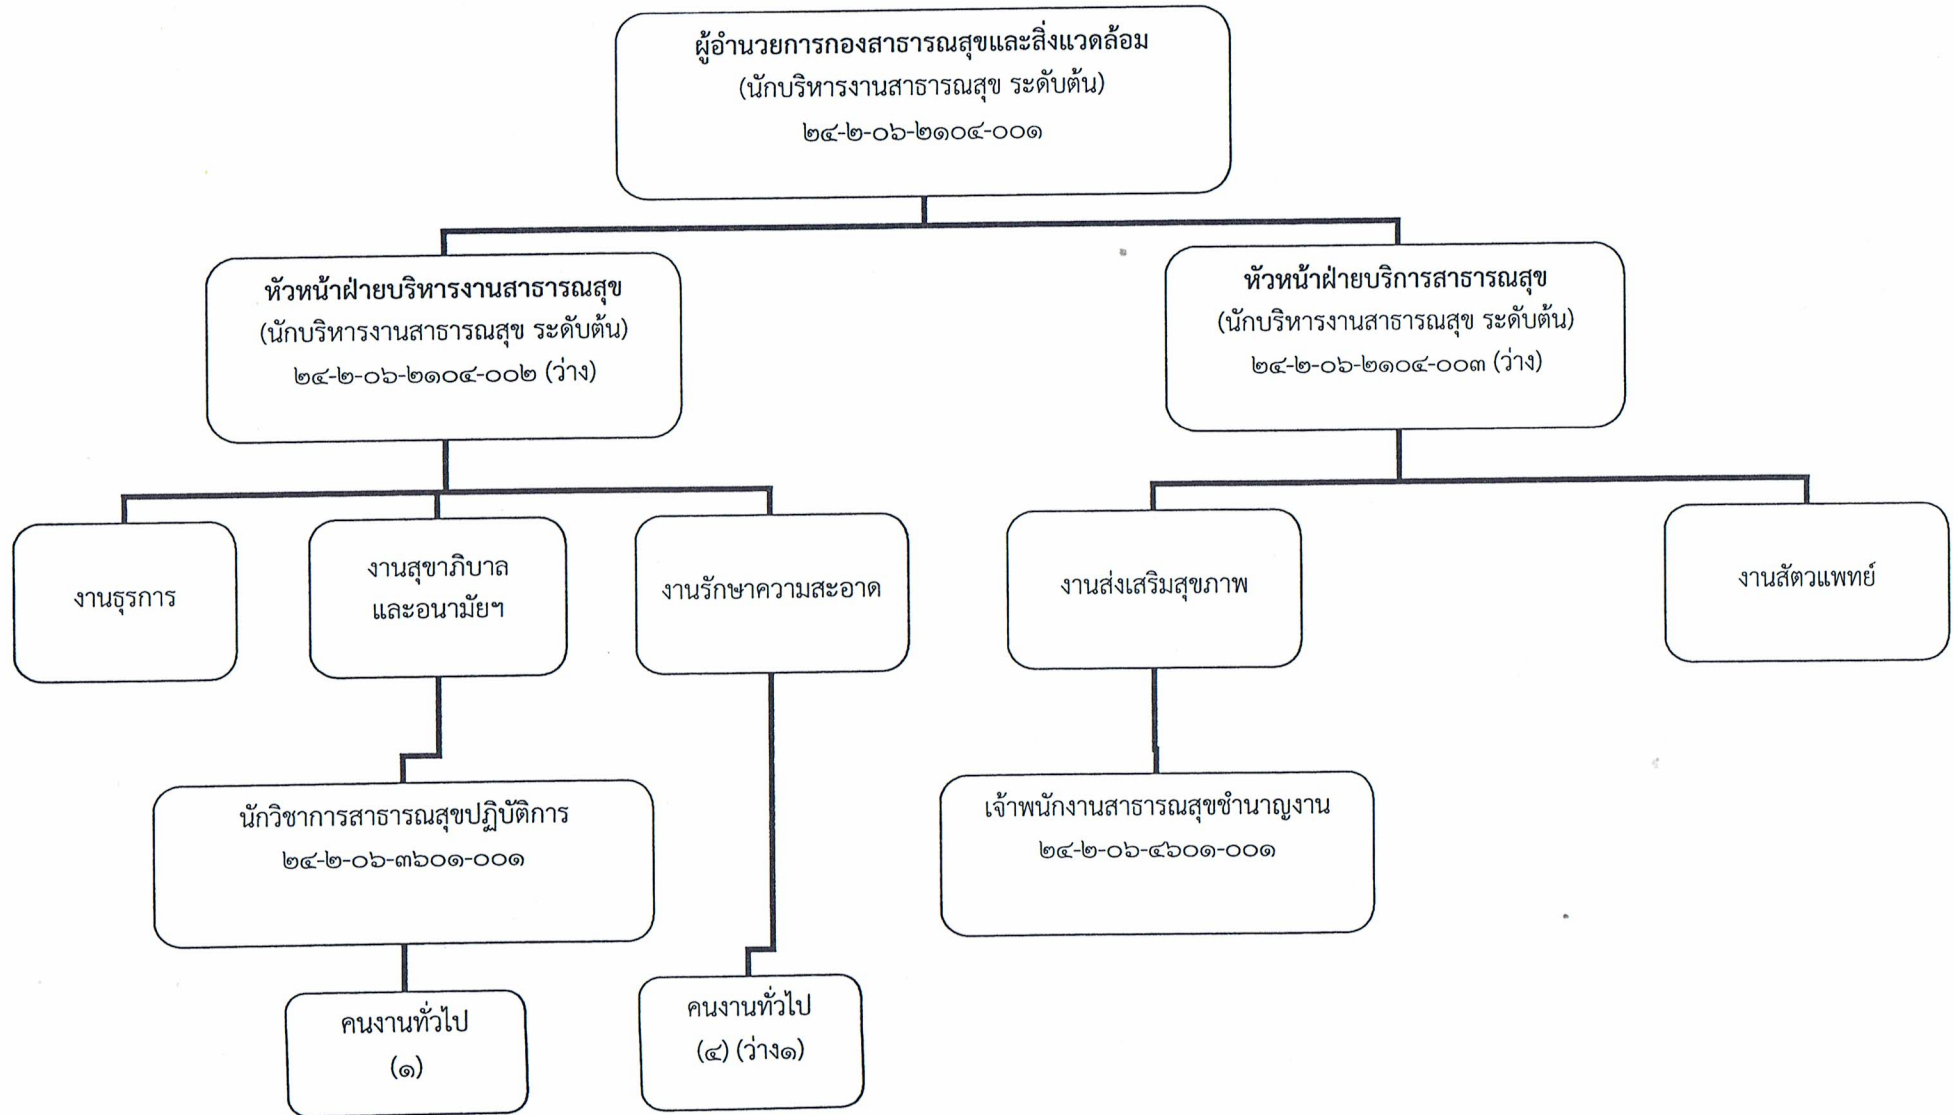 ผู้อำนวยการกองสาธารณสุขและสิ่งแวดล้อม
(นักบริหารงานสาธารณสุข ระดับต้น)
๒๔-๒-๐๖-๒๑๐๔-๐๐๑
หัวหน้าฝ่ายบริหารงานสาธารณสุข
(นักบริหารงานสาธารณสุข ระดับต้น)
๒๔-๒-๐๖-๒๑๐๔-๐๐๒ (ว่าง)
หัวหน้าฝ่ายบริการสาธารณสุข
(นักบริหารงานสาธารณสุข ระดับต้น)
๒๔-๒-๐๖-๒๑๐๔-๐๐๓ (ว่าง)
งานธุรการ
งานสุขาภิบาล
และอนามัยฯ
งานรักษาความสะอาด
งานส่งเสริมสุขภาพ
งานสัตวแพทย์
นักวิชาการสาธารณสุขปฏิบัติการ
๒๔-๒-๐๖-๓๖๐๑-๐๐๑
เจ้าพนักงานสาธารณสุขชำนาญงาน
๒๔-๒-๐๖-๔๖๐๑-๐๐๑
คนงานทั่วไป
(๑)
คนงานทั่วไป
(๔) (ว่าง๑)